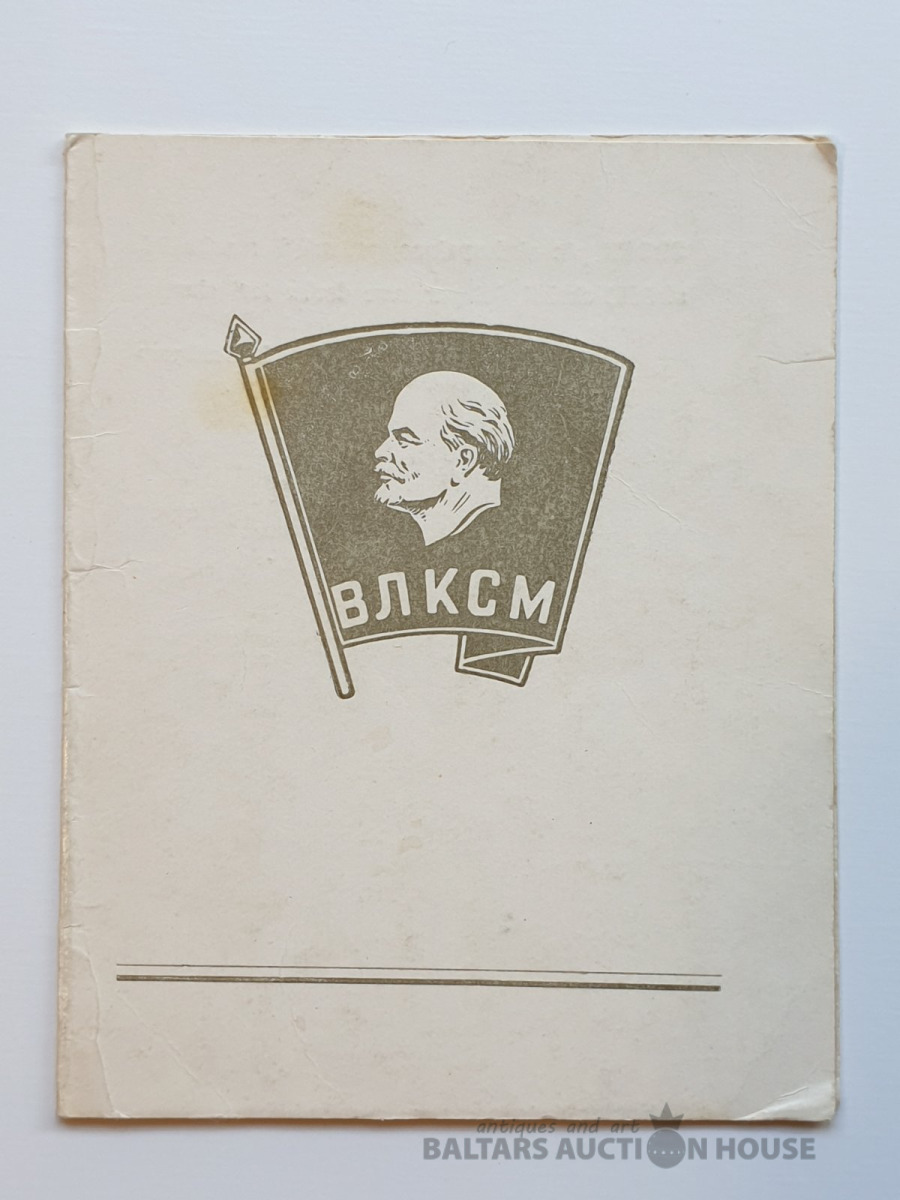 ВЛКСМ
antiques and art
BALTARS AUCTION HOUSE